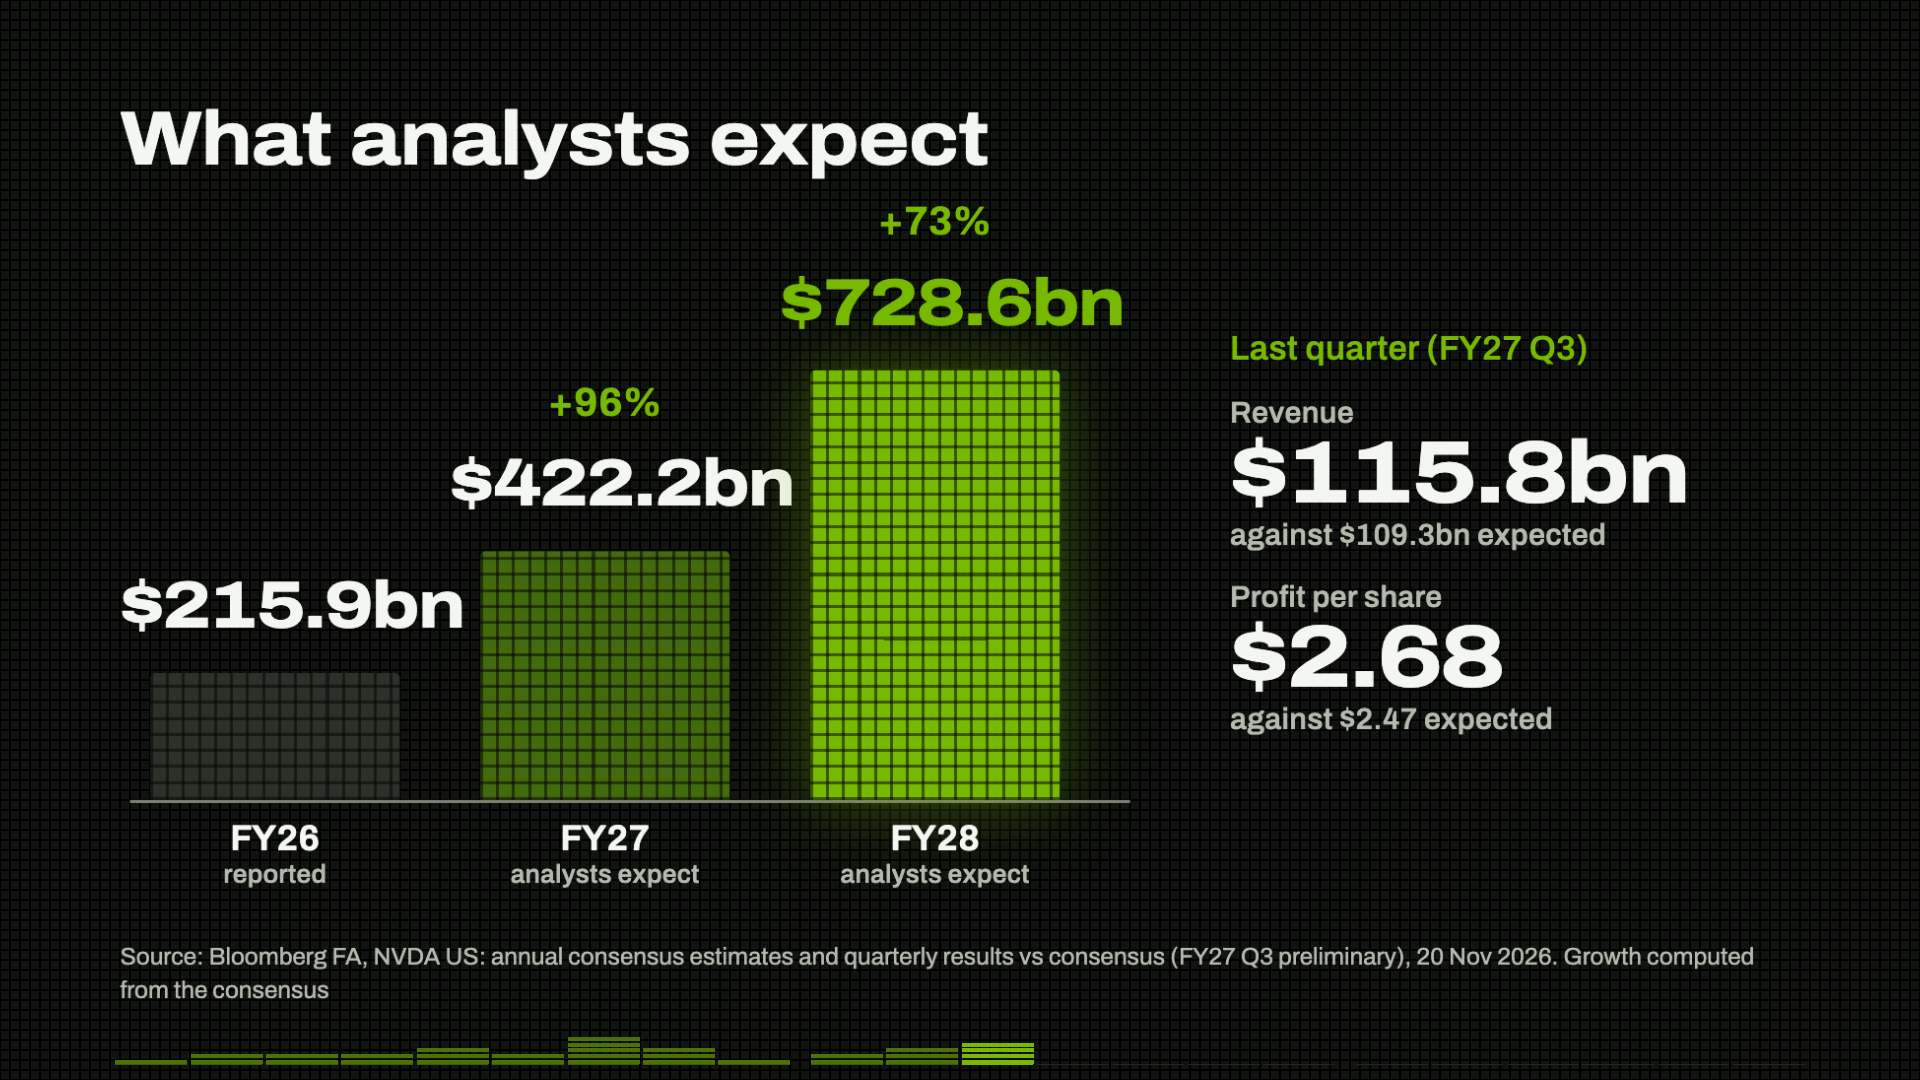 What analysts expect
+73%
$728.6bn
+96%
$422.2bn
$215.9bn
FY26
reported
FY27
analysts expect
FY28
analysts expect
Last quarter (FY27 Q3)
Revenue
$115.8bn
against $109.3bn expected
Profit per share
$2.68
against $2.47 expected
Source: Bloomberg FA, NVDA US: annual consensus estimates and quarterly results vs consensus (FY27 Q3 preliminary), 20 Nov 2026. Growth computed
from the consensus